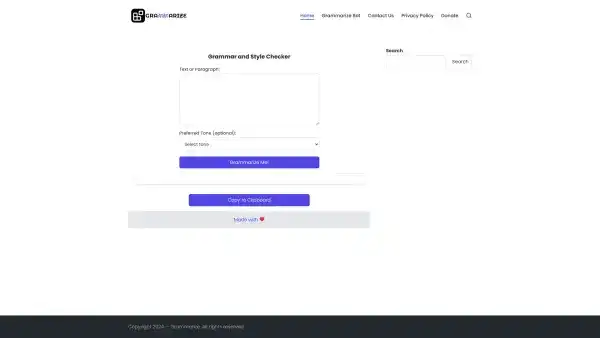 GRAMMARIZE
Home Grammarize Bot Contact Us Privacy Policy Donate
Grammar and Style Checker
Search
Text or Paragraph:
Search
Preferred Tone (optional):
Select tone
Grammarize Me!
Copy to Clipboard
Made with
Copyright 2024 — Grammarize. All rights reserved